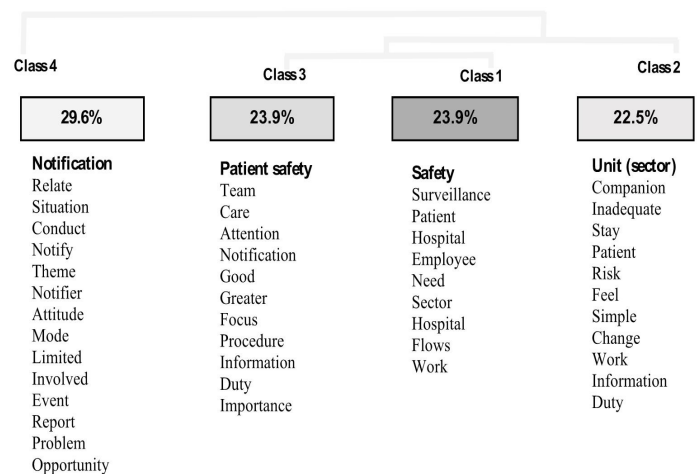 Class 4
29.6%
Notification
Relate
Situation
Conduct
Notify
Theme
Notifier
Attitude
Mode
Limited
Involved
Event
Report
Problem
Opportunity
Class 3
23.9%
Patient safety
Team
Care
Attention
Notification
Good
Greater
Focus
Procedure
Information
Duty
Importance
Class 1
23.9%
Safety
Surveillance
Patient
Hospital
Employee
Need
Sector
Hospital
Flows
Work
Class 2
22.5%
Unit (sector)
Companion
Inadequate
Stay
Patient
Risk
Feel
Simple
Change
Work
Information
Duty